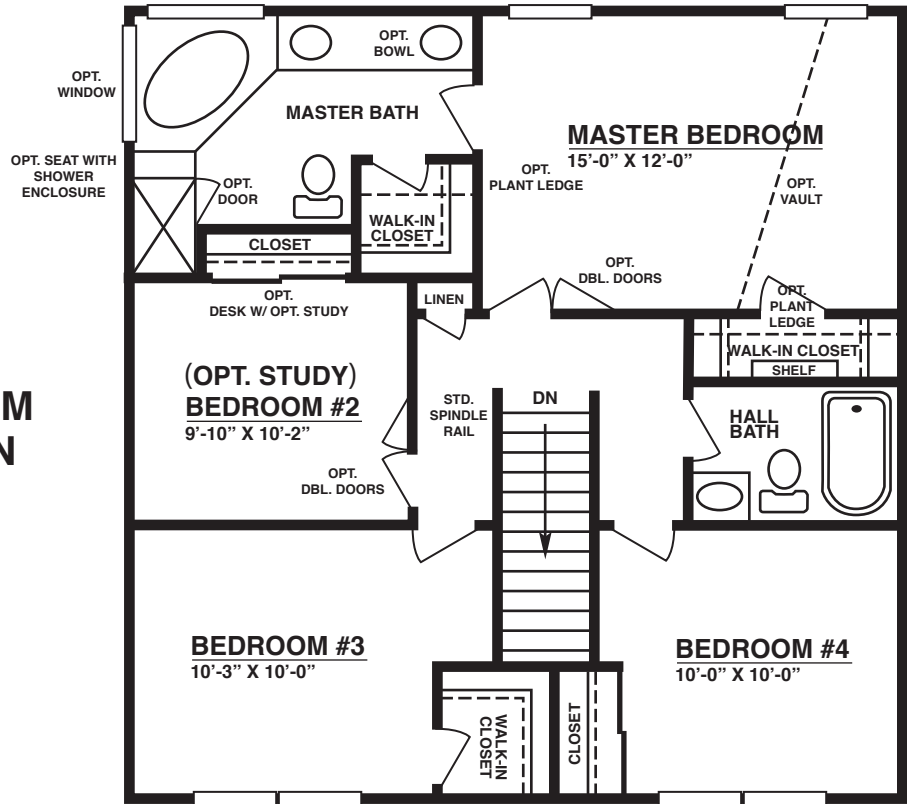 OPT.
BOWL
OPT.
WINDOW
MASTER BATH
MASTER BEDROOM
15'-0" X 12'-0"
OPT. SEAT WITH
SHOWER
ENCLOSURE
OPT.
DOOR
OPT.
PLANT LEDGE
OPT.
VAULT
WALK-IN
CLOSET
CLOSET
OPT.
DBL. DOORS
OPT.
DESK W/ OPT. STUDY
LINEN
OPT.
PLANT
LEDGE
WALK-IN CLOSET
SHELF
(OPT. STUDY)
BEDROOM #2
9'-10" X 10'-2"
STD.
SPINDLE
RAIL
DN
HALL
BATH
M
N
OPT.
DBL. DOORS
BEDROOM #3
10'-3" X 10'-0"
BEDROOM #4
10'-0" X 10'-0"
WALK-IN
CLOSET
CLOSET